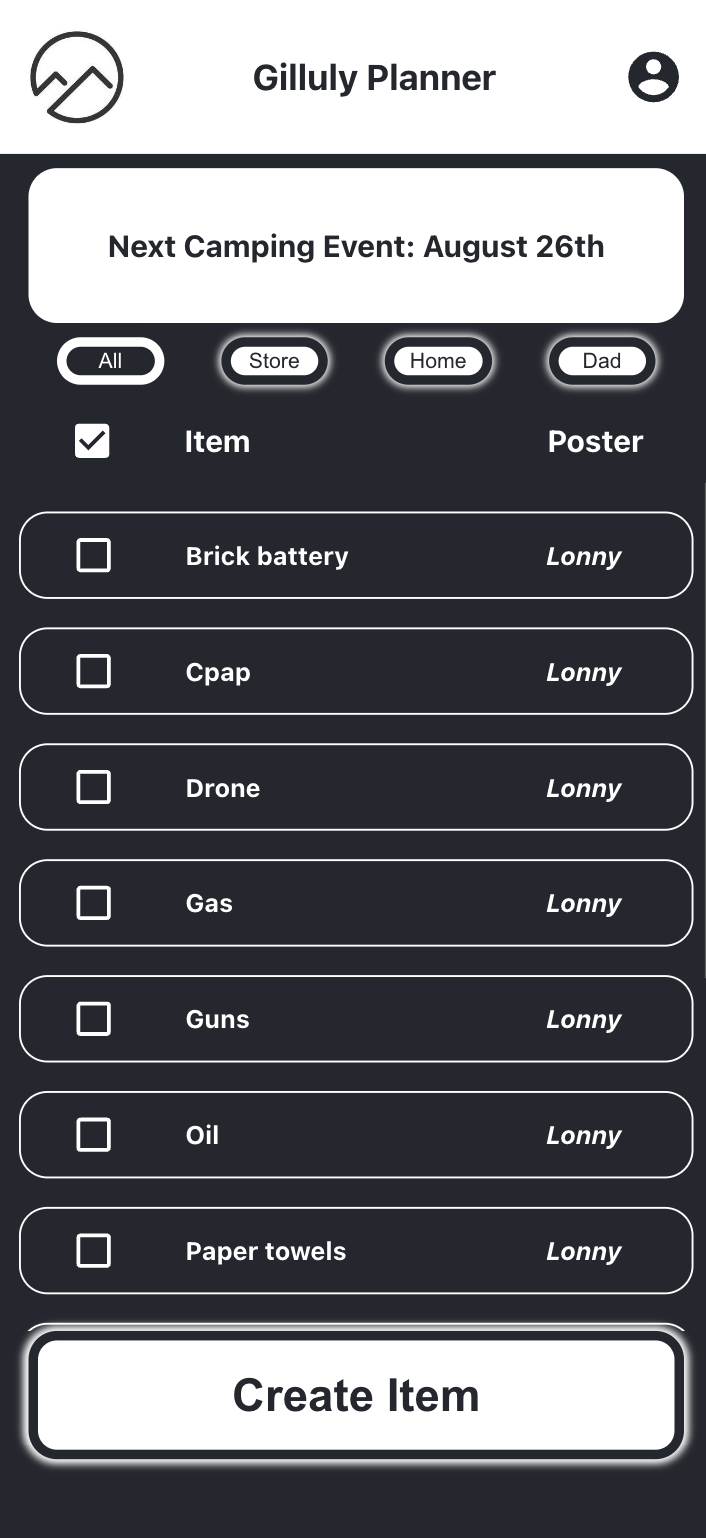 Gilluly Planner
Next Camping Event: August 26th
All Store Home Dad
Item Poster
Brick battery Lonny
Cpap Lonny
Drone Lonny
Gas Lonny
Guns Lonny
Oil Lonny
Paper towels Lonny
Create Item